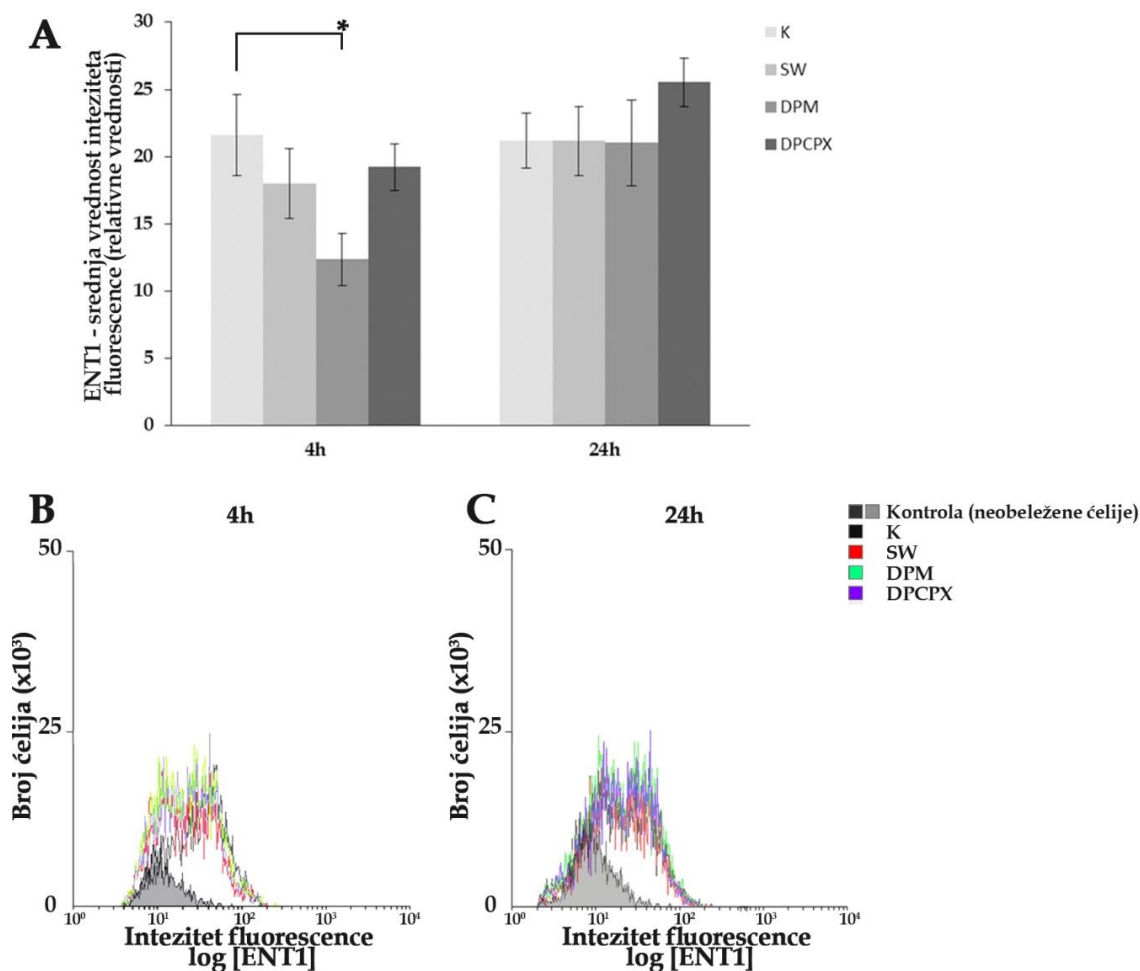 A
ENT1 - srednja vrednost inteziteta
fluorescence (relativne vrednosti)
30
25
20
15
10
5
0
*
4h
24h
K
SW
DPM
DPCPX
B
4h
50
25
0
Broj ćelija (x10³)
10⁰ 10¹ 10² 10³ 10⁴
Intezitet fluorescence
log [ENT1]
C
24h
50
25
0
Broj ćelija (x10³)
10⁰ 10¹ 10² 10³ 10⁴
Intezitet fluorescence
log [ENT1]
Kontrola (neobeležene ćelije)
K
SW
DPM
DPCPX